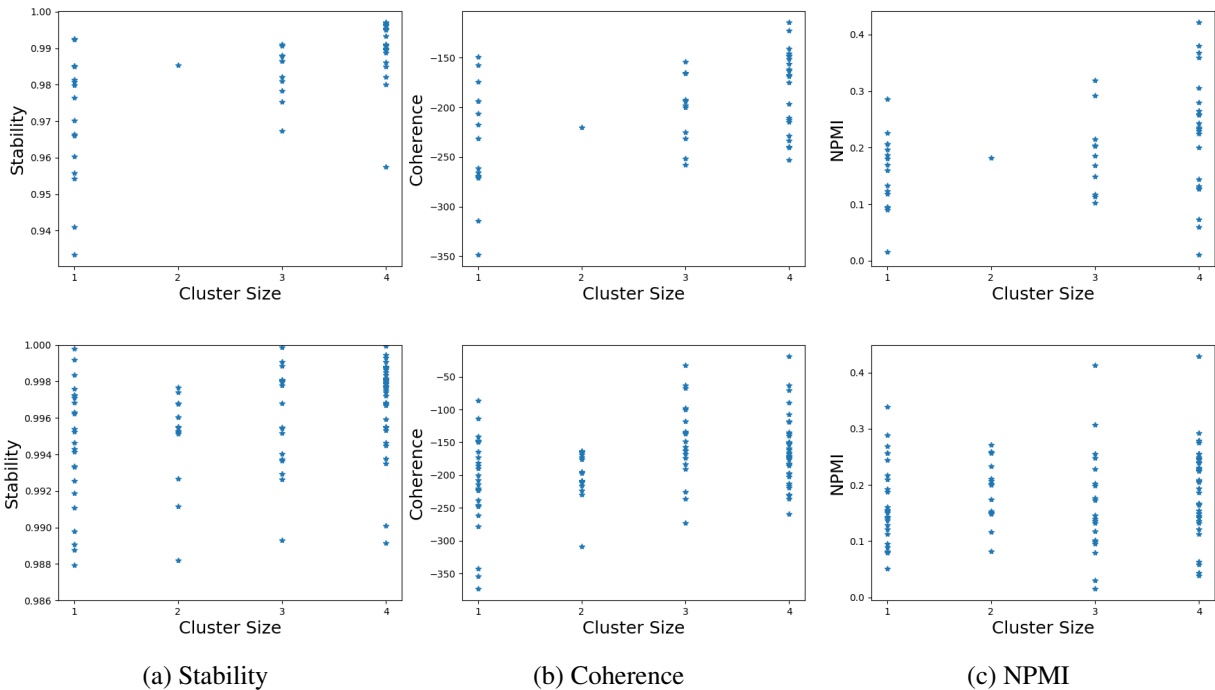 1.00
0.99
0.98
0.97
0.96
0.95
0.94
Stability
1 2 3 4
Cluster Size
−150
−200
−250
−300
−350
Coherence
1 2 3 4
Cluster Size
0.4
0.3
0.2
0.1
0.0
NPMI
1 2 3 4
Cluster Size
1.000
0.998
0.996
0.994
0.992
0.990
0.988
0.986
Stability
1 2 3 4
Cluster Size
−50
−100
−150
−200
−250
−300
−350
Coherence
1 2 3 4
Cluster Size
0.4
0.3
0.2
0.1
0.0
NPMI
1 2 3 4
Cluster Size
(a) Stability
(b) Coherence
(c) NPMI